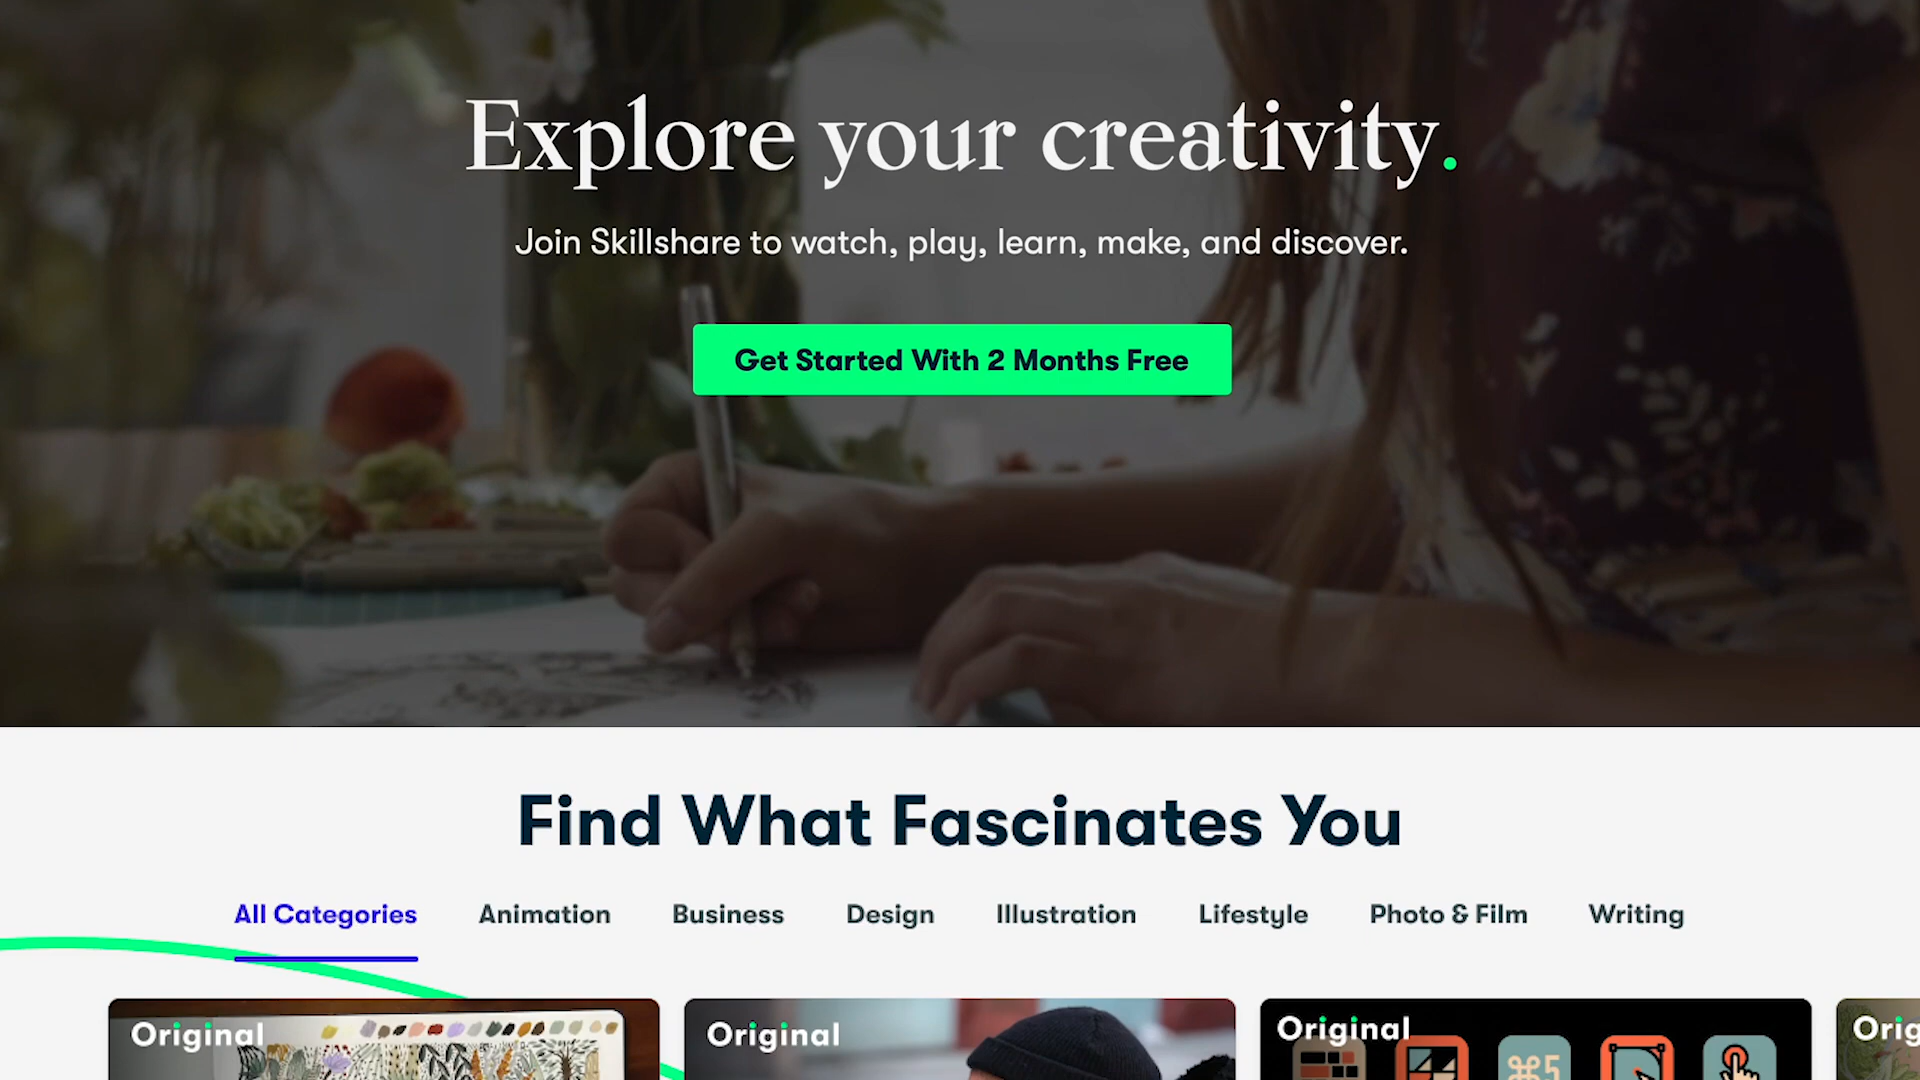 Explore your creativity.
Join Skillshare to watch, play, learn, make, and discover.
Get Started With 2 Months Free
Find What Fascinates You
All Categories Animation Business Design Illustration Lifestyle Photo & Film Writing
Original Original Original
⌘5